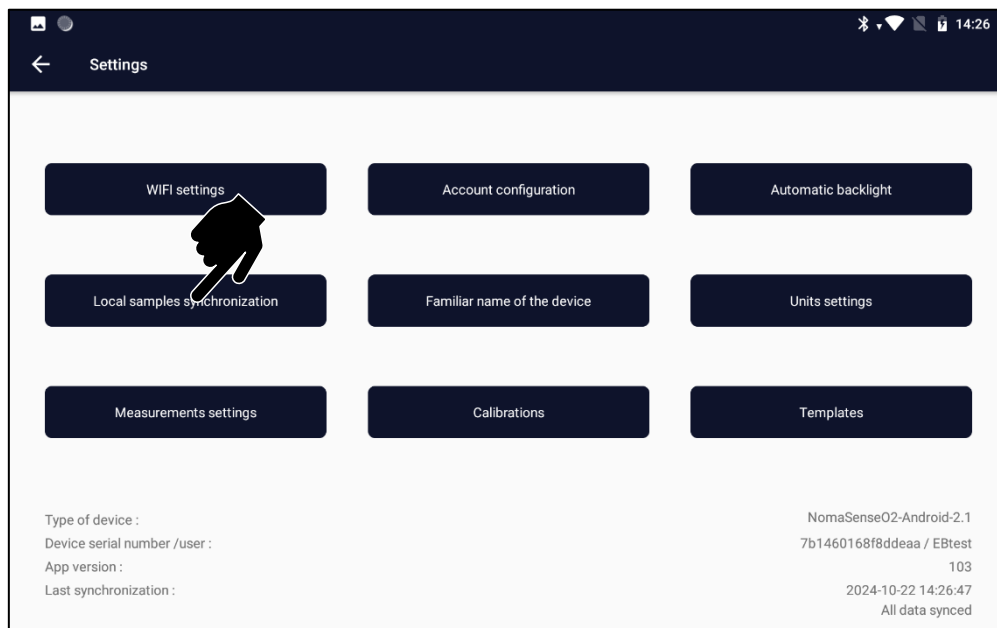 14:26
Settings
WIFI settings
Account configuration
Automatic backlight
Local samples synchronization
Familiar name of the device
Units settings
Measurements settings
Calibrations
Templates
Type of device :
NomaSenseO2-Android-2.1
Device serial number /user :
7b1460168f8ddeaa / EBtest
App version :
103
Last synchronization :
2024-10-22 14:26:47
All data synced